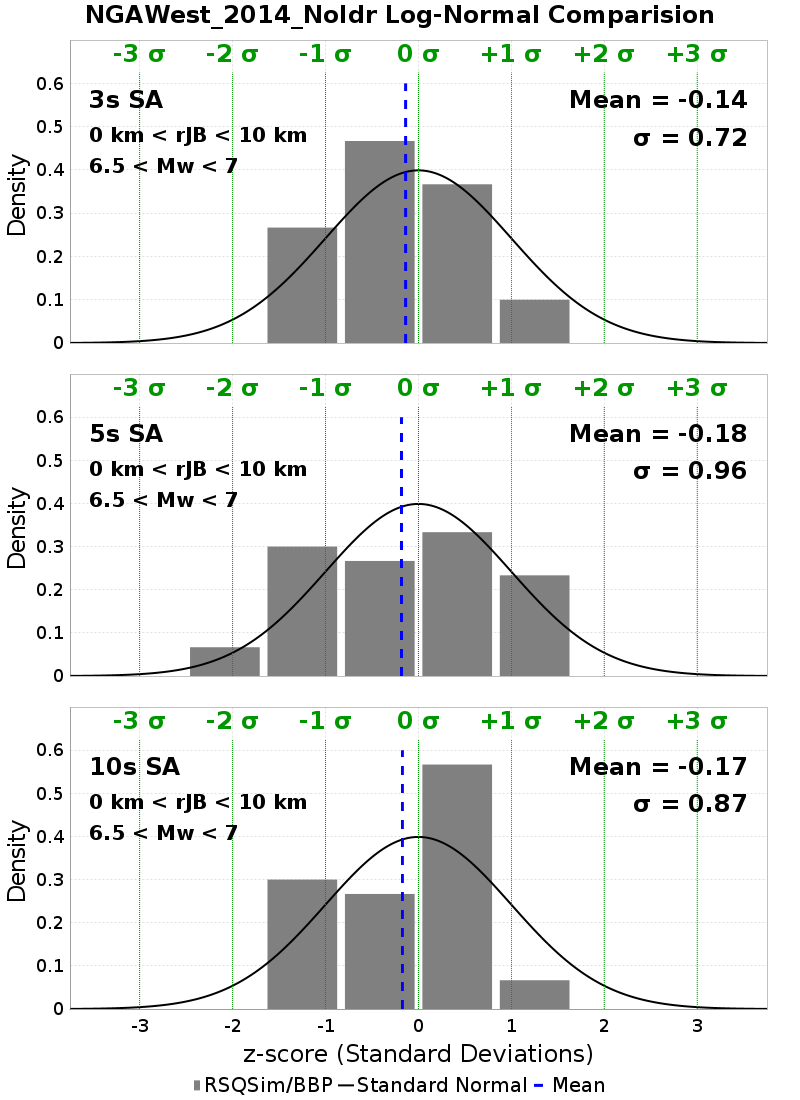 NGAWest_2014_NoIdr Log-Normal Comparision
-3 σ -2 σ -1 σ 0 σ +1 σ +2 σ +3 σ
3s SA
Mean = -0.14
0 km < rJB < 10 km
σ = 0.72
6.5 < Mw < 7
Density
0.6
0.5
0.4
0.3
0.2
0.1
0
-3 σ -2 σ -1 σ 0 σ +1 σ +2 σ +3 σ
5s SA
Mean = -0.18
0 km < rJB < 10 km
σ = 0.96
6.5 < Mw < 7
Density
0.6
0.5
0.4
0.3
0.2
0.1
0
-3 σ -2 σ -1 σ 0 σ +1 σ +2 σ +3 σ
10s SA
Mean = -0.17
0 km < rJB < 10 km
σ = 0.87
6.5 < Mw < 7
Density
0.6
0.5
0.4
0.3
0.2
0.1
0
-3 -2 -1 0 1 2 3
z-score (Standard Deviations)
RSQSim/BBP Standard Normal Mean